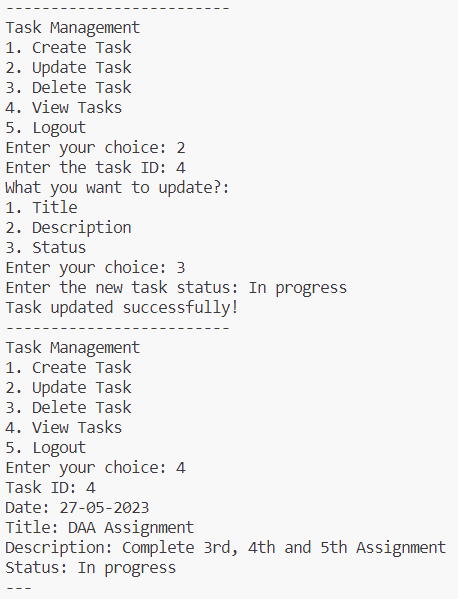 -------------------------
Task Management
1. Create Task
2. Update Task
3. Delete Task
4. View Tasks
5. Logout
Enter your choice: 2
Enter the task ID: 4
What you want to update?:
1. Title
2. Description
3. Status
Enter your choice: 3
Enter the new task status: In progress
Task updated successfully!
-------------------------
Task Management
1. Create Task
2. Update Task
3. Delete Task
4. View Tasks
5. Logout
Enter your choice: 4
Task ID: 4
Date: 27-05-2023
Title: DAA Assignment
Description: Complete 3rd, 4th and 5th Assignment
Status: In progress
---